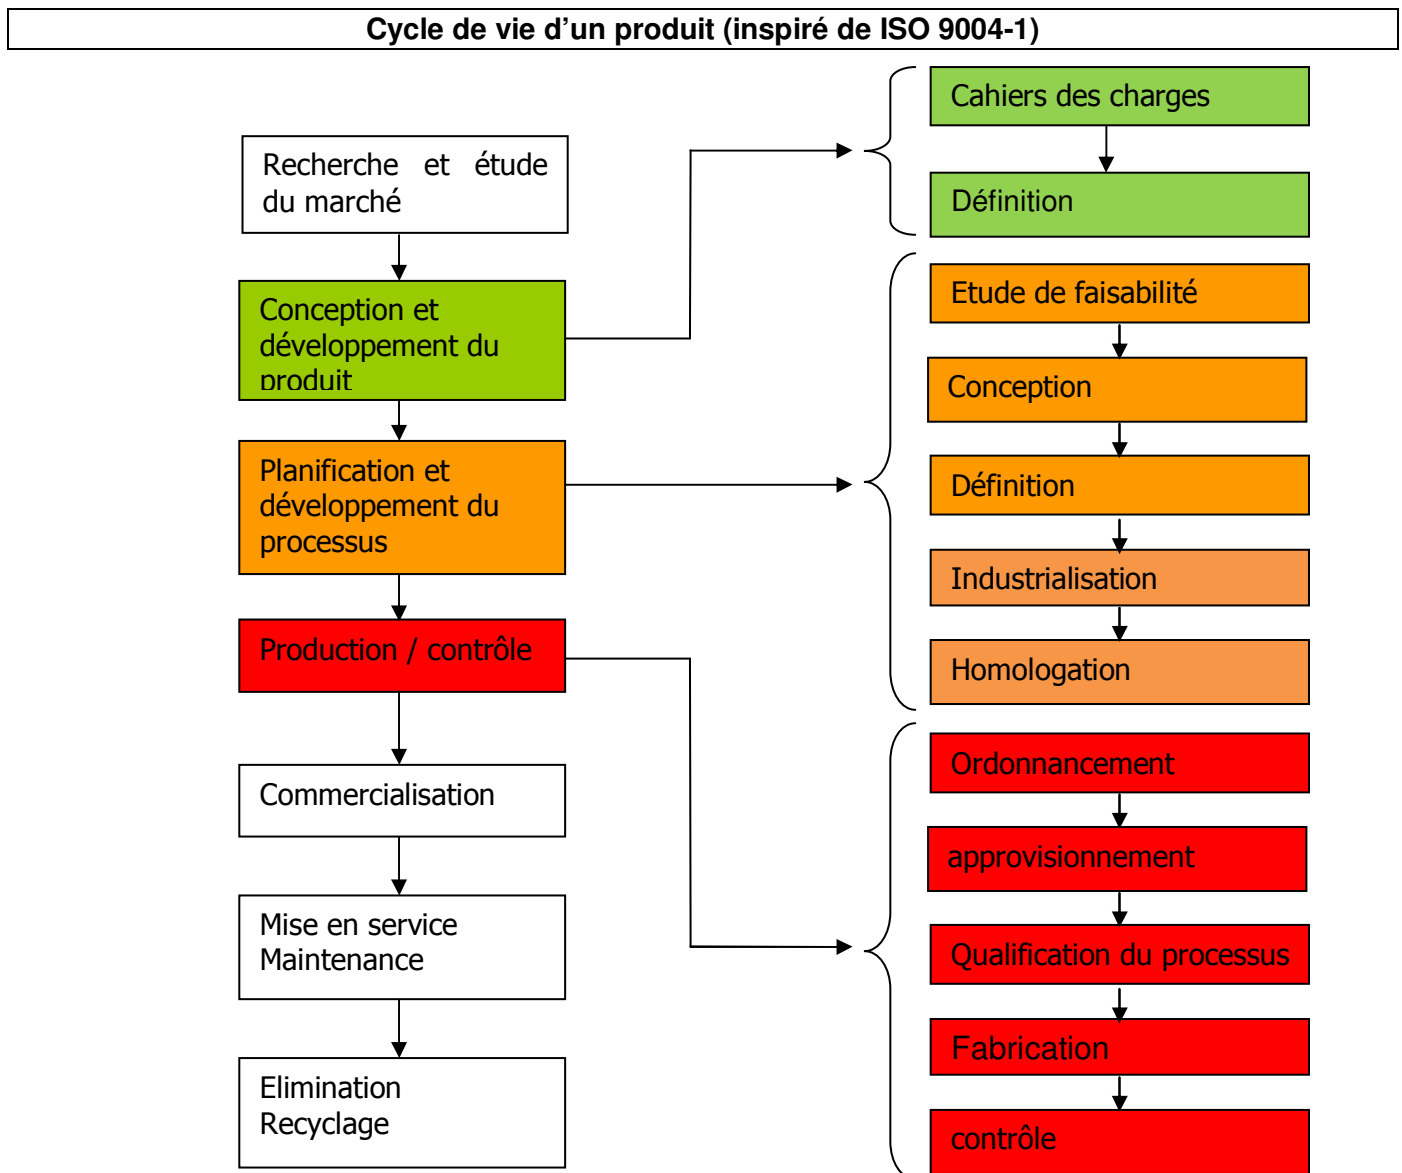 Cycle de vie d’un produit (inspiré de ISO 9004-1)
Recherche et étude
du marché
Conception et
développement du
produit
Planification et
développement du
processus
Production / contrôle
Commercialisation
Mise en service
Maintenance
Elimination
Recyclage
Cahiers des charges
Définition
Etude de faisabilité
Conception
Définition
Industrialisation
Homologation
Ordonnancement
approvisionnement
Qualification du processus
Fabrication
contrôle